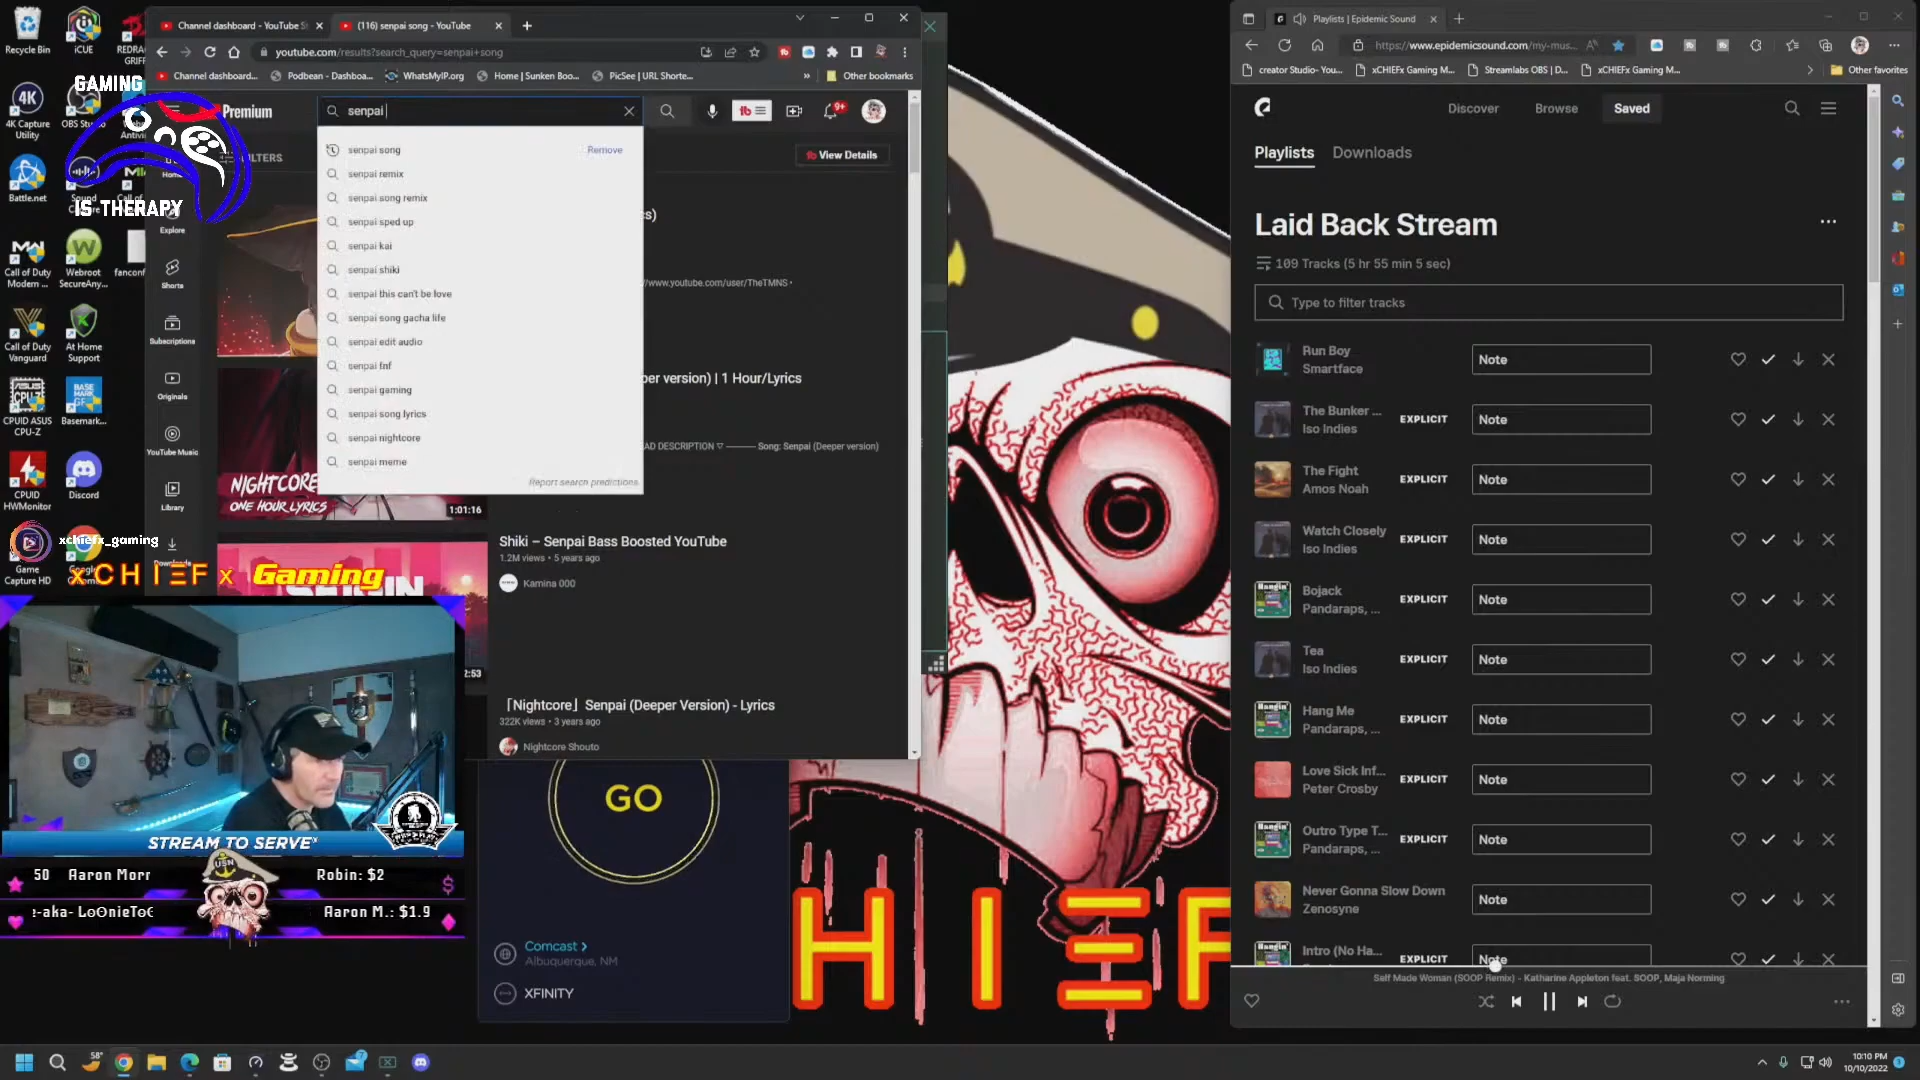 Recycle Bin
iCUE
4K Capture Utility
OBS Studio
Battle.net
Call of Duty Modern ...
Webroot SecureAny...
fanconf
Call of Duty Vanguard
At Home Support
CPUID ASUS CPU-Z
Basemark...
CPUID HWMonitor
Discord
Game Capture HD
GAMING
IS THERAPY
xchiefx_gaming
xCHIEFx Gaming
Channel dashboard - YouTube S
(116) senpai song - YouTube
youtube.com/results?search_query=senpai+song
Channel dashboard...
Podbean - Dashboa...
WhatsMyIP.org
Home | Sunken Boo...
PicSee | URL Shorte...
»
Other bookmarks
Premium
senpai
9+
FILTERS
View Details
senpai song
Remove
senpai remix
senpai song remix
senpai sped up
senpai kai
senpai shiki
senpai this can't be love
senpai song gacha life
senpai edit audio
senpai fnf
senpai gaming
senpai song lyrics
senpai nightcore
senpai meme
Report search predictions
Explore
Shorts
Subscriptions
Originals
YouTube Music
Library
//www.youtube.com/user/TheTMNS •
per version) | 1 Hour/Lyrics
AD DESCRIPTION ▽ ———— Song: Senpai (Deeper version)
NIGHTCORE
ONE HOUR LYRICS
1:01:16
Shiki – Senpai Bass Boosted YouTube
1.2M views • 5 years ago
Kamina 000
2:53
「Nightcore」Senpai (Deeper Version) - Lyrics
322K views • 3 years ago
Nightcore Shouto
STREAM TO SERVE
50 Aaron Morr
Robin: $2
USN
Aaron M.: $1.9
GO
Comcast >
Albuquerque, NM
XFINITY
H I Ξ F
Playlists | Epidemic Sound
https://www.epidemicsound.com/my-mus...
creator Studio- You...
xCHIEFx Gaming M...
Streamlabs OBS | D...
xCHIEFx Gaming M...
Other favorites
Discover
Browse
Saved
Playlists
Downloads
Laid Back Stream
109 Tracks (5 hr 55 min 5 sec)
Type to filter tracks
Run Boy
Smartface
Note
The Bunker ...
Iso Indies
EXPLICIT
Note
The Fight
Amos Noah
EXPLICIT
Note
Watch Closely
Iso Indies
EXPLICIT
Note
Bojack
Pandaraps, ...
EXPLICIT
Note
Tea
Iso Indies
EXPLICIT
Note
Hang Me
Pandaraps, ...
EXPLICIT
Note
Love Sick Inf...
Peter Crosby
EXPLICIT
Note
Outro Type T...
Pandaraps, ...
EXPLICIT
Note
Never Gonna Slow Down
Zenosyne
Note
Intro (No Ha...
EXPLICIT
Note
Self Made Woman (SOOP Remix) - Katharine Appleton feat. SOOP, Maja Norming
58°
10:10 PM
10/10/2022